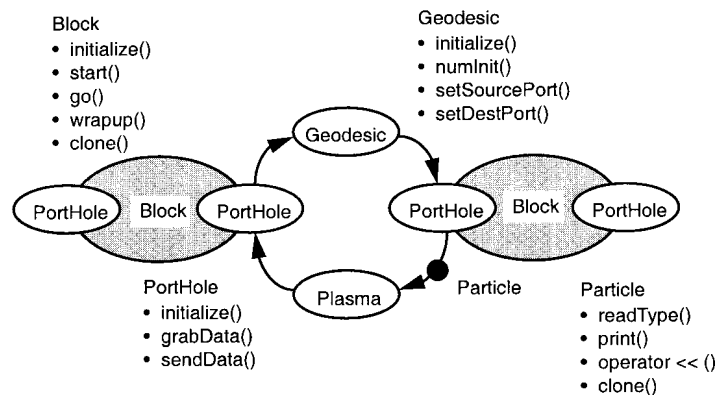 Block
• initialize()
• start()
• go()
• wrapup()
• clone()
Geodesic
• initialize()
• numInit()
• setSourcePort()
• setDestPort()
Geodesic
PortHole
Block
PortHole
PortHole
Block
PortHole
Plasma
Particle
PortHole
• initialize()
• grabData()
• sendData()
Particle
• readType()
• print()
• operator << ()
• clone()